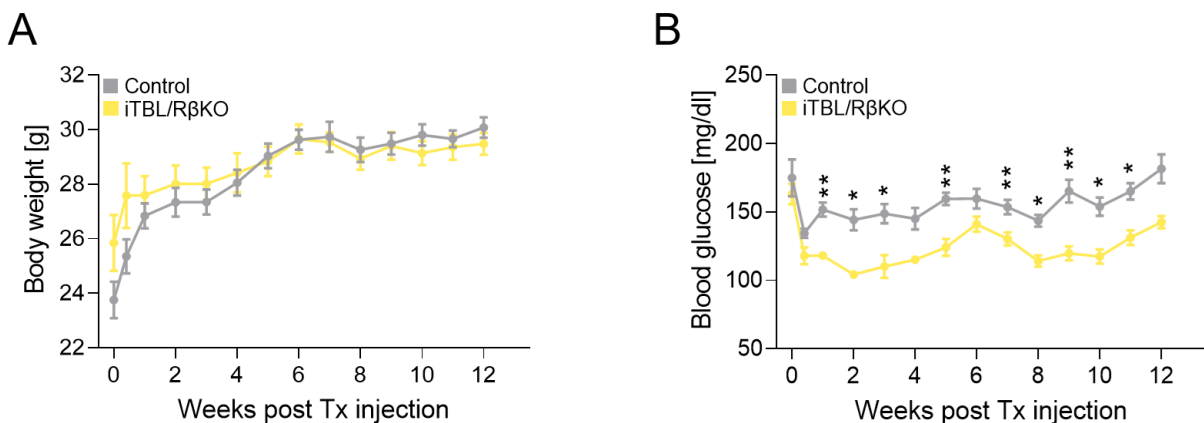 A
Control
iTBL/RβKO
Body weight [g]
32
30
28
26
24
22
0 2 4 6 8 10 12
Weeks post Tx injection
B
Control
iTBL/RβKO
Blood glucose [mg/dl]
250
200
150
100
50
** * * ** ** * ** * *
0 2 4 6 8 10 12
Weeks post Tx injection